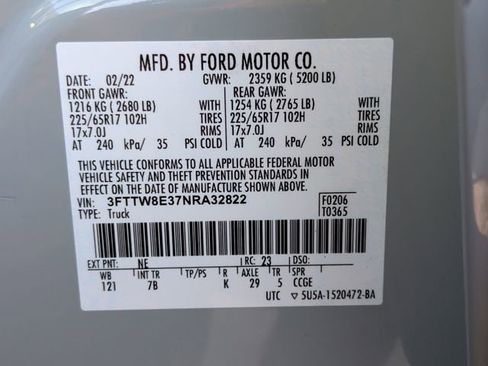 MFD. BY FORD MOTOR CO.
DATE: 02/22 GVWR: 2359 KG ( 5200 LB)
FRONT GAWR: REAR GAWR:
1216 KG ( 2680 LB) WITH 1254 KG ( 2765 LB) WITH
225/65R17 102H TIRES 225/65R17 102H TIRES
17x7.0J RIMS 17x7.0J RIMS
AT 240 kPa/ 35 PSI COLD AT 240 kPa/ 35 PSI COLD
THIS VEHICLE CONFORMS TO ALL APPLICABLE FEDERAL MOTOR
VEHICLE SAFETY AND THEFT PREVENTION STANDARDS IN EFFECT
ON THE DATE OF MANUFACTURE SHOWN ABOVE.
VIN: 3FTTW8E37NRA32822 F0206
TYPE: Truck T0365
EXT PNT: NE RC: 23 DSO:
WB INT TR TP/PS R AXLE TR SPR
121 7B K 29 5 CCGE
UTC ▽ 5U5A-1520472-BA